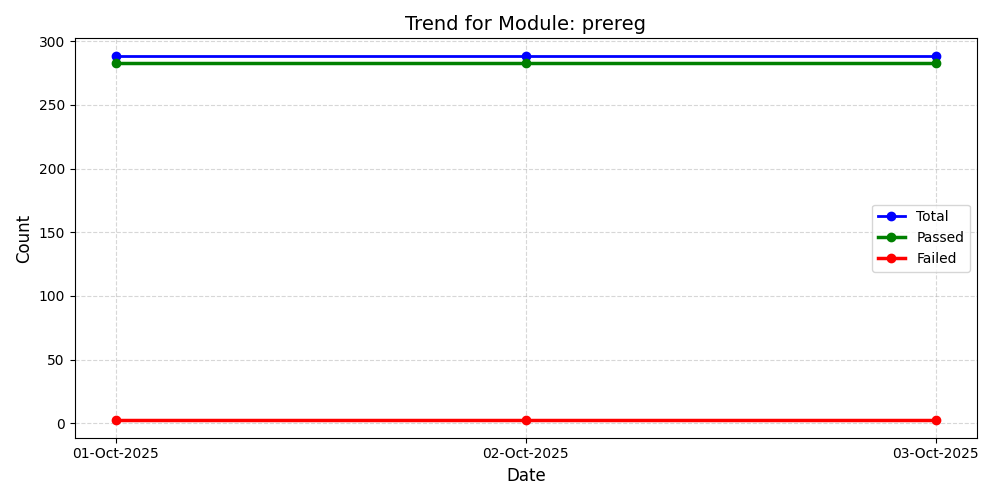 Trend for Module: prereg
300
250
200
150
100
50
0
Count
Total
Passed
Failed
01-Oct-2025
02-Oct-2025
03-Oct-2025
Date